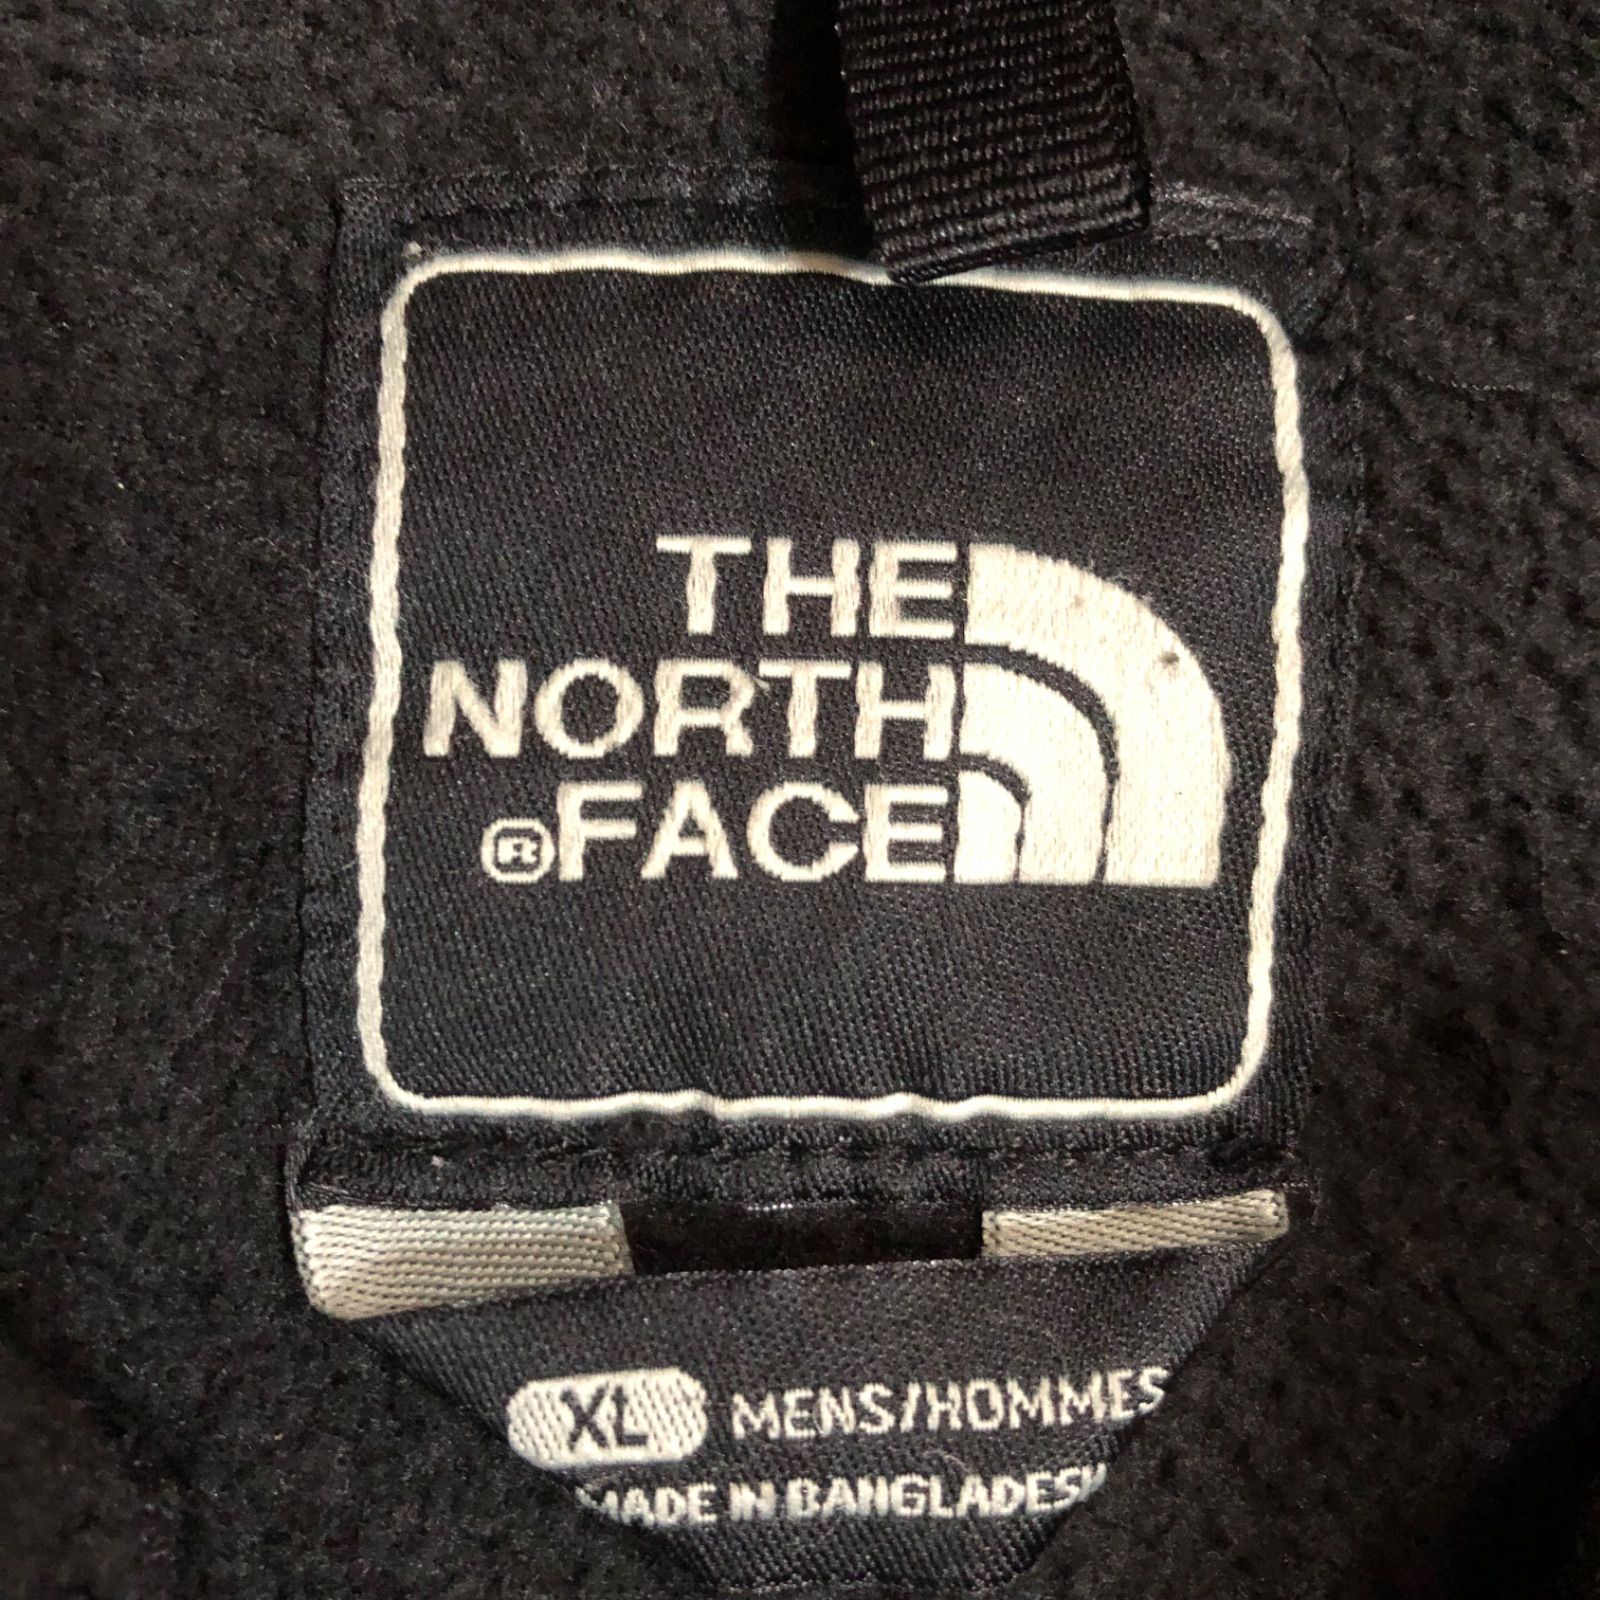 THE
NORTH
®FACE
XL MENS/HOMMES
MADE IN BANGLADESH